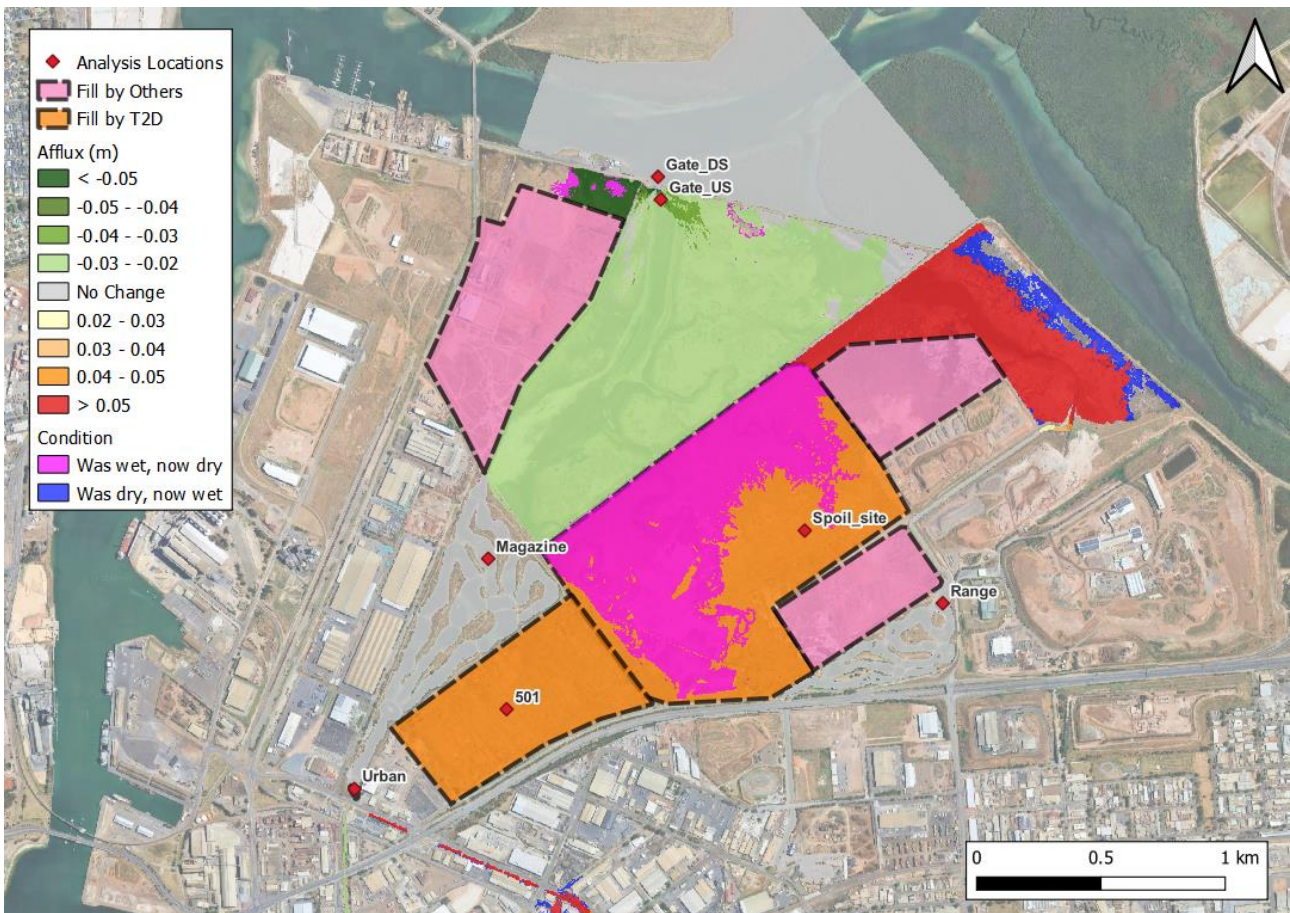 Analysis Locations
Fill by Others
Fill by T2D
Afflux (m)
< -0.05
-0.05 - -0.04
-0.04 - -0.03
-0.03 - -0.02
No Change
0.02 - 0.03
0.03 - 0.04
0.04 - 0.05
> 0.05
Condition
Was wet, now dry
Was dry, now wet
Gate_DS
Gate_US
Spoil_site
Magazine
Range
501
Urban
0 0.5 1 km